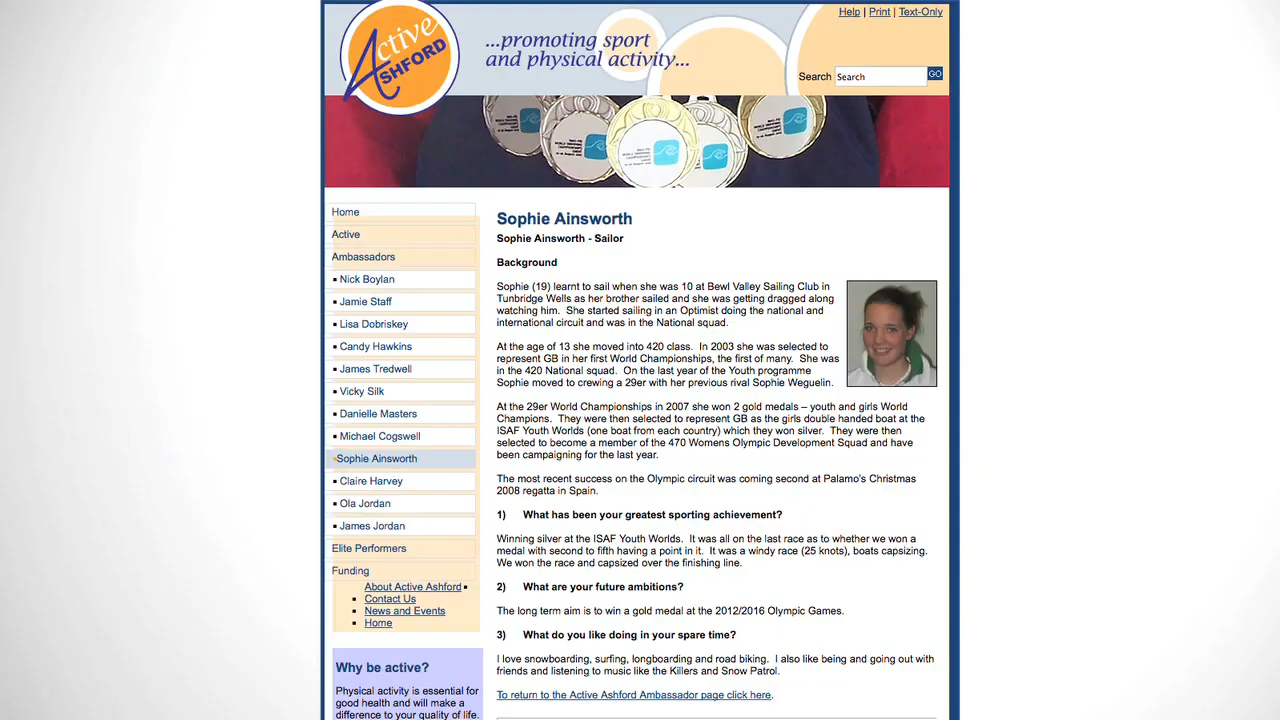 Help | Print | Text-Only
Active
ASHFORD
...promoting sport
and physical activity...
Search Search GO
Home
Active
Ambassadors
Nick Boylan
Jamie Staff
Lisa Dobriskey
Candy Hawkins
James Tredwell
Vicky Silk
Danielle Masters
Michael Cogswell
Sophie Ainsworth
Claire Harvey
Ola Jordan
James Jordan
Elite Performers
Funding
About Active Ashford
Contact Us
News and Events
Home
Why be active?
Physical activity is essential for
good health and will make a
difference to your quality of life.
Sophie Ainsworth
Sophie Ainsworth - Sailor
Background
Sophie (19) learnt to sail when she was 10 at Bewl Valley Sailing Club in
Tunbridge Wells as her brother sailed and she was getting dragged along
watching him.  She started sailing in an Optimist doing the national and
international circuit and was in the National squad.
At the age of 13 she moved into 420 class.  In 2003 she was selected to
represent GB in her first World Championships, the first of many.  She was
in the 420 National squad.  On the last year of the Youth programme
Sophie moved to crewing a 29er with her previous rival Sophie Weguelin.
At the 29er World Championships in 2007 she won 2 gold medals – youth and girls World
Champions.  They were then selected to represent GB as the girls double handed boat at the
ISAF Youth Worlds (one boat from each country) which they won silver.  They were then
selected to become a member of the 470 Womens Olympic Development Squad and have
been campaigning for the last year.
The most recent success on the Olympic circuit was coming second at Palamo's Christmas
2008 regatta in Spain.
1) What has been your greatest sporting achievement?
Winning silver at the ISAF Youth Worlds.  It was all on the last race as to whether we won a
medal with second to fifth having a point in it.  It was a windy race (25 knots), boats capsizing.
We won the race and capsized over the finishing line.
2) What are your future ambitions?
The long term aim is to win a gold medal at the 2012/2016 Olympic Games.
3) What do you like doing in your spare time?
I love snowboarding, surfing, longboarding and road biking.  I also like being and going out with
friends and listening to music like the Killers and Snow Patrol.
To return to the Active Ashford Ambassador page click here.